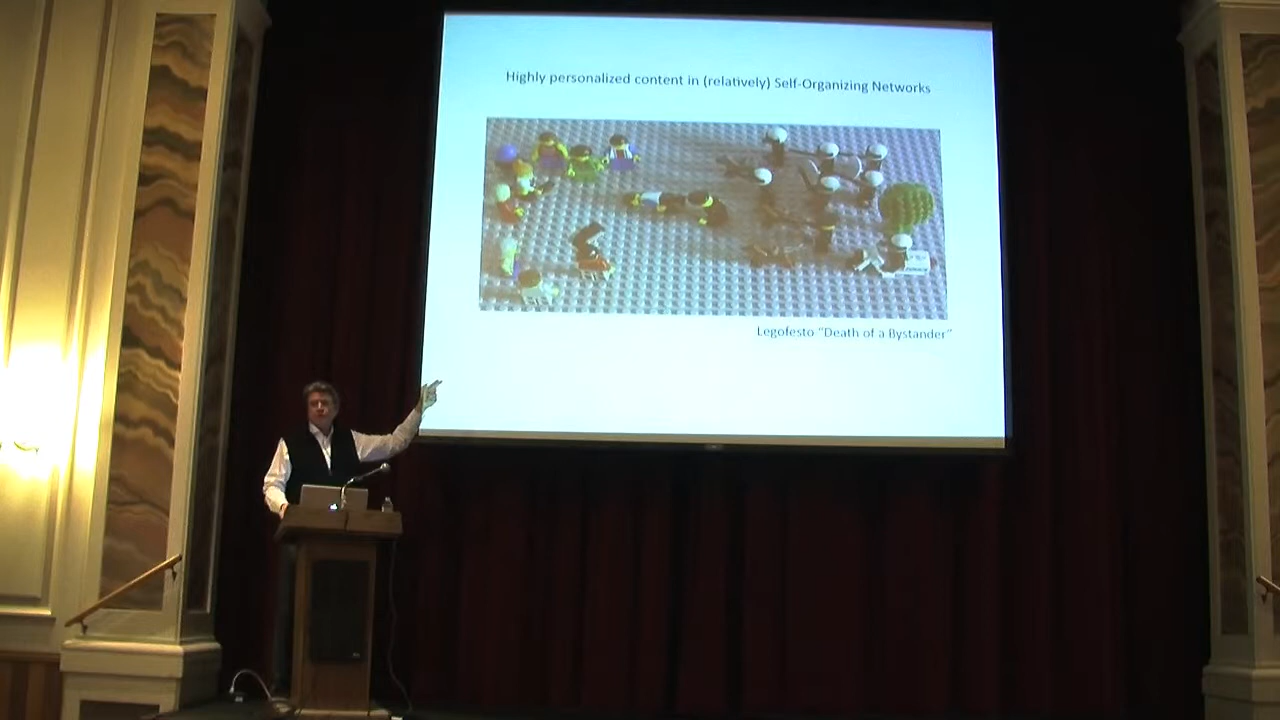 Highly personalized content in (relatively) Self-Organizing Networks
Legofesto "Death of a Bystander"